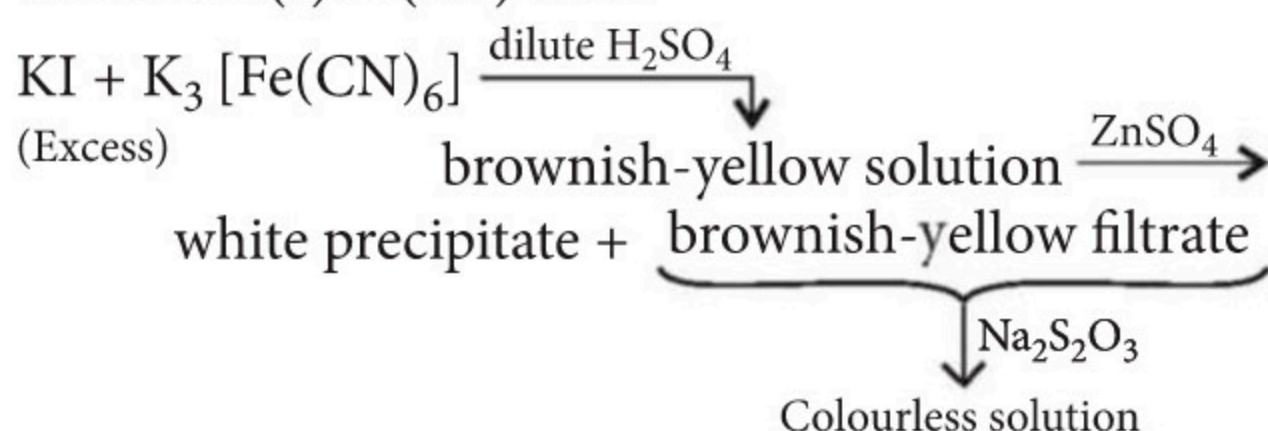 KI + K₃ [Fe(CN)₆] dilute H₂SO₄
(Excess)
brownish-yellow solution ZnSO₄
white precipitate + brownish-yellow filtrate
Na₂S₂O₃
Colourless solution